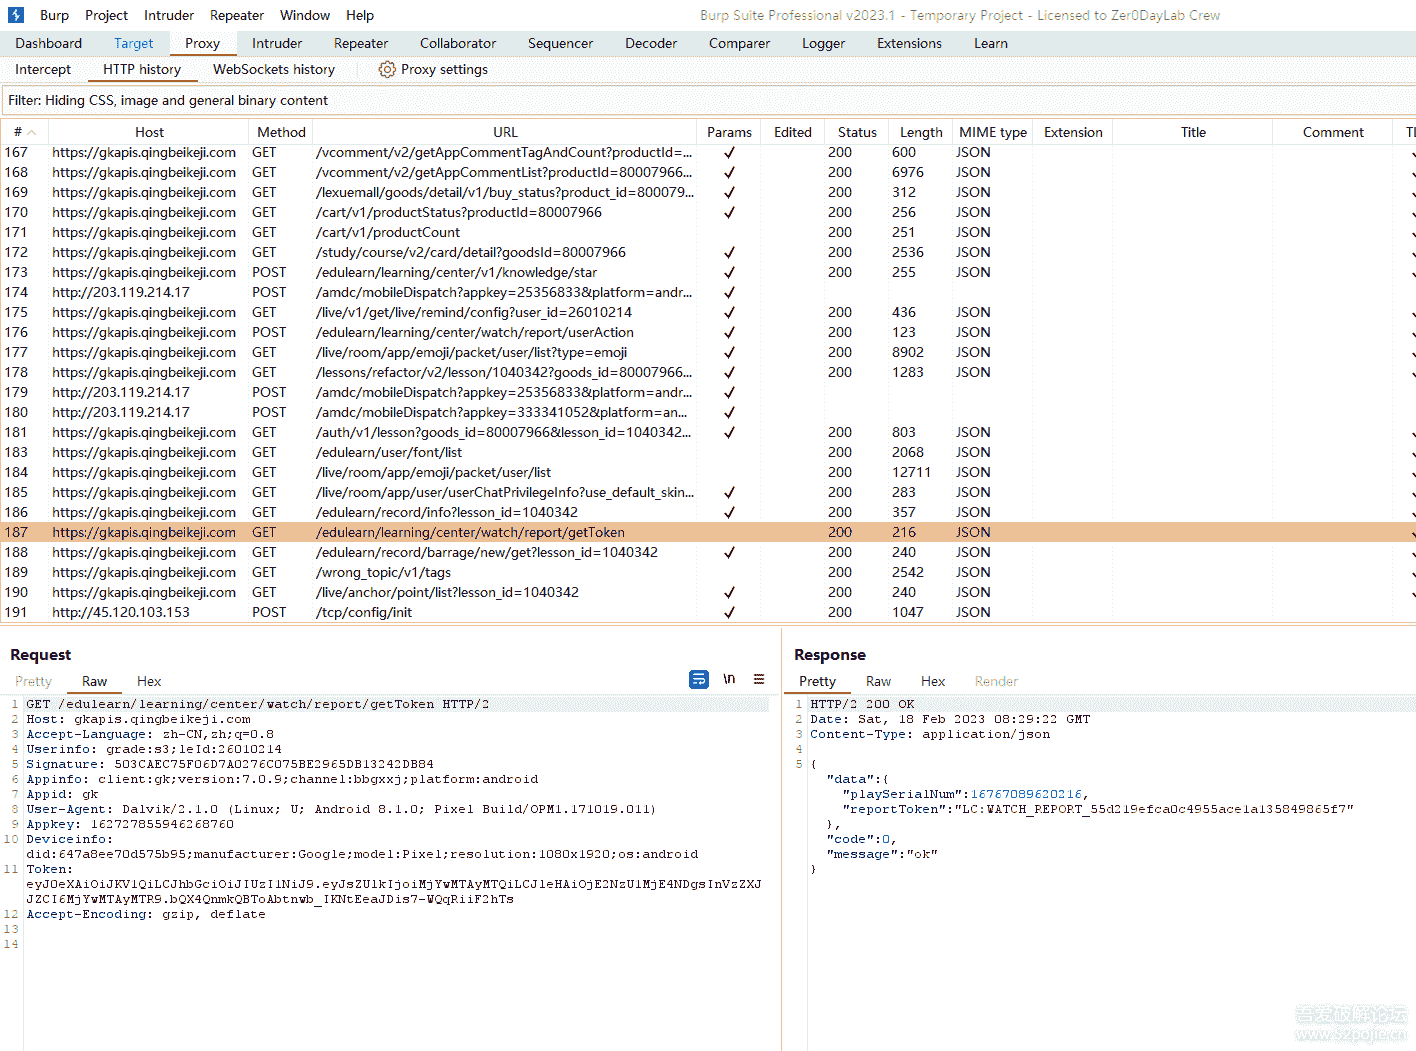 Burp Project Intruder Repeater Window Help Burp Suite Professional v2023.1 - Temporary Project - Licensed to Zer0DayLab Crew
Dashboard Target Proxy Intruder Repeater Collaborator Sequencer Decoder Comparer Logger Extensions Learn
Intercept HTTP history WebSockets history Proxy settings
Filter: Hiding CSS, image and general binary content
# Host Method URL Params Edited Status Length MIME type Extension Title Comment TL
167 https://gkapis.qingbeikeji.com GET /vcomment/v2/getAppCommentTagAndCount?productId=... ✓ 200 600 JSON
168 https://gkapis.qingbeikeji.com GET /vcomment/v2/getAppCommentList?productId=80007966... ✓ 200 6976 JSON
169 https://gkapis.qingbeikeji.com GET /lexuemall/goods/detail/v1/buy_status?product_id=800079... ✓ 200 312 JSON
170 https://gkapis.qingbeikeji.com GET /cart/v1/productStatus?productId=80007966 ✓ 200 256 JSON
171 https://gkapis.qingbeikeji.com GET /cart/v1/productCount 200 251 JSON
172 https://gkapis.qingbeikeji.com GET /study/course/v2/card/detail?goodsId=80007966 ✓ 200 2536 JSON
173 https://gkapis.qingbeikeji.com POST /edulearn/learning/center/v1/knowledge/star ✓ 200 255 JSON
174 http://203.119.214.17 POST /amdc/mobileDispatch?appkey=25356833&platform=andr... ✓
175 https://gkapis.qingbeikeji.com GET /live/v1/get/live/remind/config?user_id=26010214 ✓ 200 436 JSON
176 https://gkapis.qingbeikeji.com POST /edulearn/learning/center/watch/report/userAction ✓ 200 123 JSON
177 https://gkapis.qingbeikeji.com GET /live/room/app/emoji/packet/user/list?type=emoji ✓ 200 8902 JSON
178 https://gkapis.qingbeikeji.com GET /lessons/refactor/v2/lesson/1040342?goods_id=80007966... ✓ 200 1283 JSON
179 http://203.119.214.17 POST /amdc/mobileDispatch?appkey=25356833&platform=andr... ✓
180 http://203.119.214.17 POST /amdc/mobileDispatch?appkey=333341052&platform=an... ✓
181 https://gkapis.qingbeikeji.com GET /auth/v1/lesson?goods_id=80007966&lesson_id=1040342... ✓ 200 803 JSON
183 https://gkapis.qingbeikeji.com GET /edulearn/user/font/list 200 2068 JSON
184 https://gkapis.qingbeikeji.com GET /live/room/app/emoji/packet/user/list 200 12711 JSON
185 https://gkapis.qingbeikeji.com GET /live/room/app/user/userChatPrivilegeInfo?use_default_skin... ✓ 200 283 JSON
186 https://gkapis.qingbeikeji.com GET /edulearn/record/info?lesson_id=1040342 ✓ 200 357 JSON
187 https://gkapis.qingbeikeji.com GET /edulearn/learning/center/watch/report/getToken 200 216 JSON
188 https://gkapis.qingbeikeji.com GET /edulearn/record/barrage/new/get?lesson_id=1040342 ✓ 200 240 JSON
189 https://gkapis.qingbeikeji.com GET /wrong_topic/v1/tags 200 2542 JSON
190 https://gkapis.qingbeikeji.com GET /live/anchor/point/list?lesson_id=1040342 ✓ 200 240 JSON
191 http://45.120.103.153 POST /tcp/config/init ✓ 200 1047 JSON
Request
Pretty Raw Hex \n
1 GET /edulearn/learning/center/watch/report/getToken HTTP/2
2 Host: gkapis.qingbeikeji.com
3 Accept-Language: zh-CN,zh;q=0.8
4 Userinfo: grade:s3;leId:26010214
5 Signature: 503CAEC75F06D7A0276C075BE2965DB13242DB84
6 Appinfo: client:gk;version:7.0.9;channel:bbgxxj;platform:android
7 Appid: gk
8 User-Agent: Dalvik/2.1.0 (Linux; U; Android 8.1.0; Pixel Build/OPM1.171019.011)
9 Appkey: 162727855946268760
10 Deviceinfo:
did:647a8ee70d575b95;manufacturer:Google;model:Pixel;resolution:1080x1920;os:android
11 Token:
eyJ0eXAiOiJKV1QiLCJhbGciOiJIUzI1NiJ9.eyJsZUlkIjoiMjYwMTAyMTQiLCJleHAiOjE2NzU1MjE4NDgsInVzZXJ
JZCI6MjYwMTAyMTR9.bQX4QnmkQBToAbtnwb_IKNtEeaJDis7-WQqRiiF2hTs
12 Accept-Encoding: gzip, deflate
13
14
Response
Pretty Raw Hex Render
1 HTTP/2 200 OK
2 Date: Sat, 18 Feb 2023 08:29:22 GMT
3 Content-Type: application/json
4
5 {
"data":{
"playSerialNum":16767089620216,
"reportToken":"LC:WATCH_REPORT_55d219efca0c4955ace1a135849865f7"
},
"code":0,
"message":"ok"
}
吾爱破解论坛
www.52pojie.cn